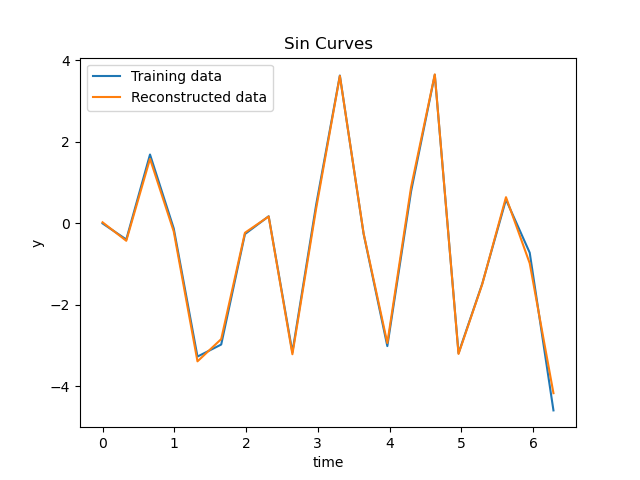 Sin Curves
Training data
Reconstructed data
4
2
0
−2
−4
y
0 1 2 3 4 5 6
time